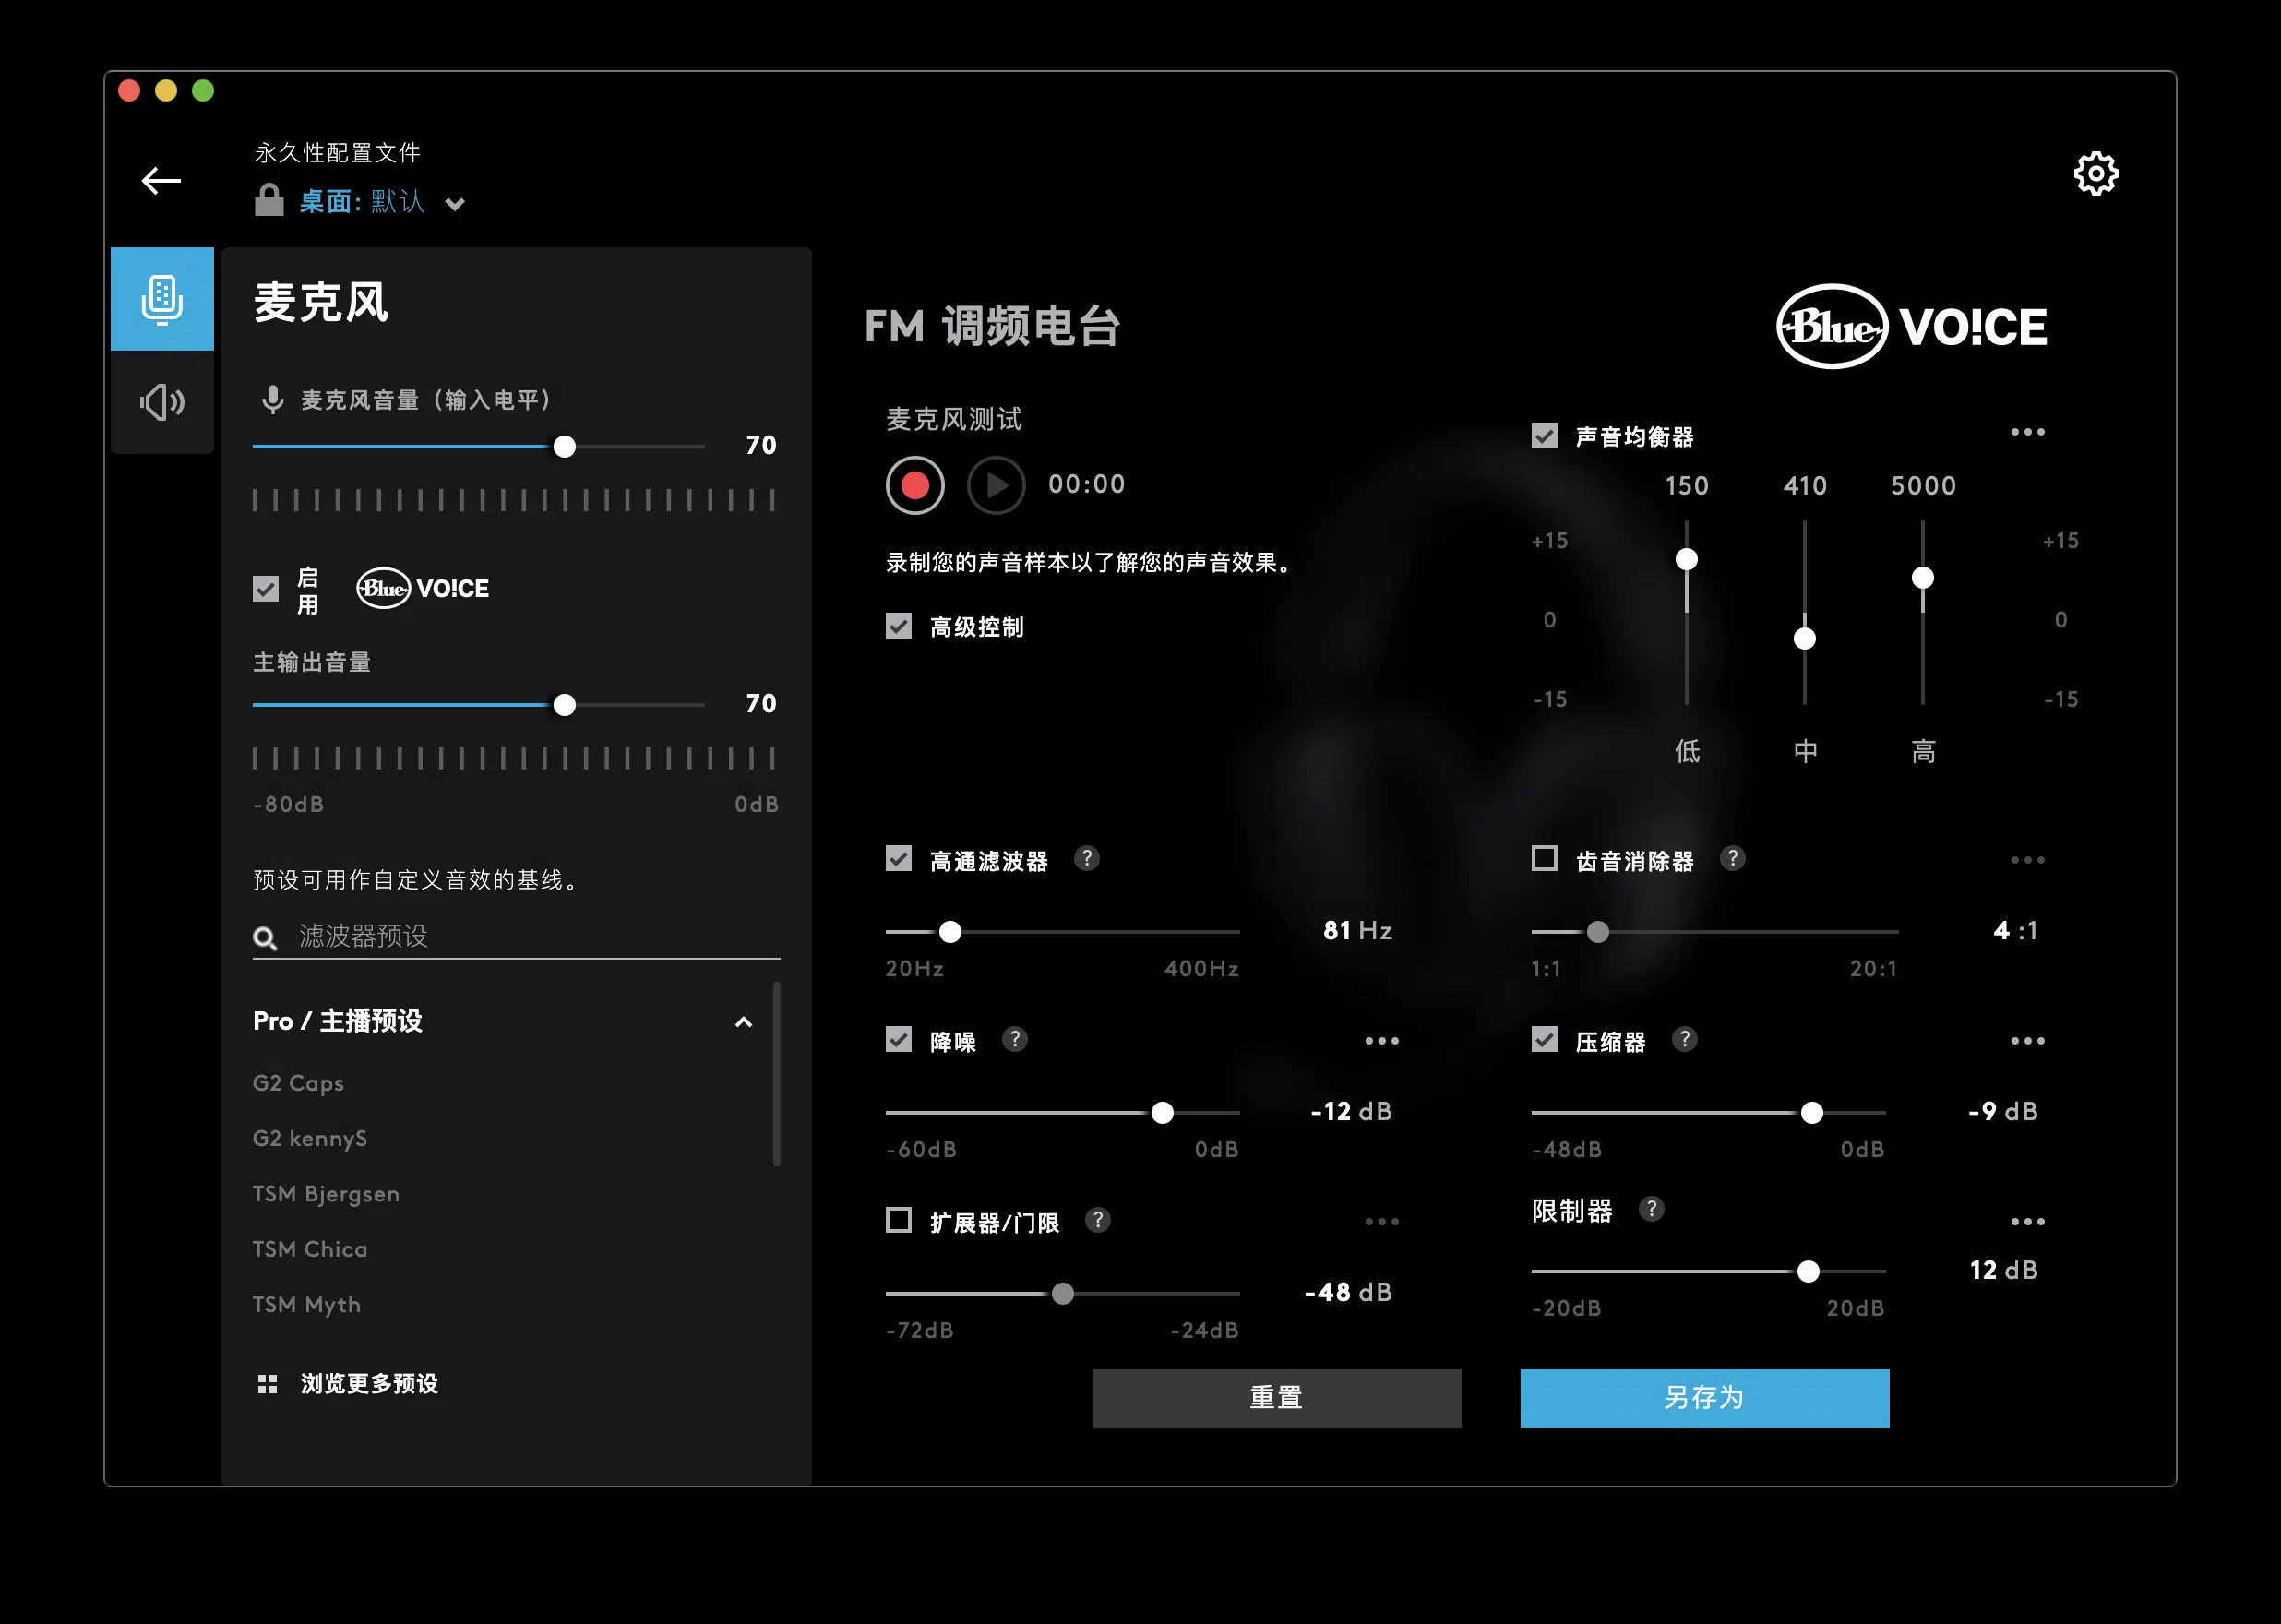 永久性配置文件
桌面: 默认
麦克风
麦克风音量（输入电平）
70
启用
Blue VO!CE
主输出音量
70
-80dB
0dB
预设可用作自定义音效的基线。
滤波器预设
Pro / 主播预设
G2 Caps
G2 kennyS
TSM Bjergsen
TSM Chica
TSM Myth
浏览更多预设
FM 调频电台
Blue VO!CE
麦克风测试
00:00
录制您的声音样本以了解您的声音效果。
高级控制
声音均衡器
150 410 5000
+15 +15
0 0
-15 -15
低 中 高
高通滤波器 ?
81 Hz
20Hz 400Hz
齿音消除器 ?
4 :1
1:1 20:1
降噪 ?
-12 dB
-60dB 0dB
压缩器 ?
-9 dB
-48dB 0dB
扩展器/门限 ?
-48 dB
-72dB -24dB
限制器 ?
12 dB
-20dB 20dB
重置
另存为